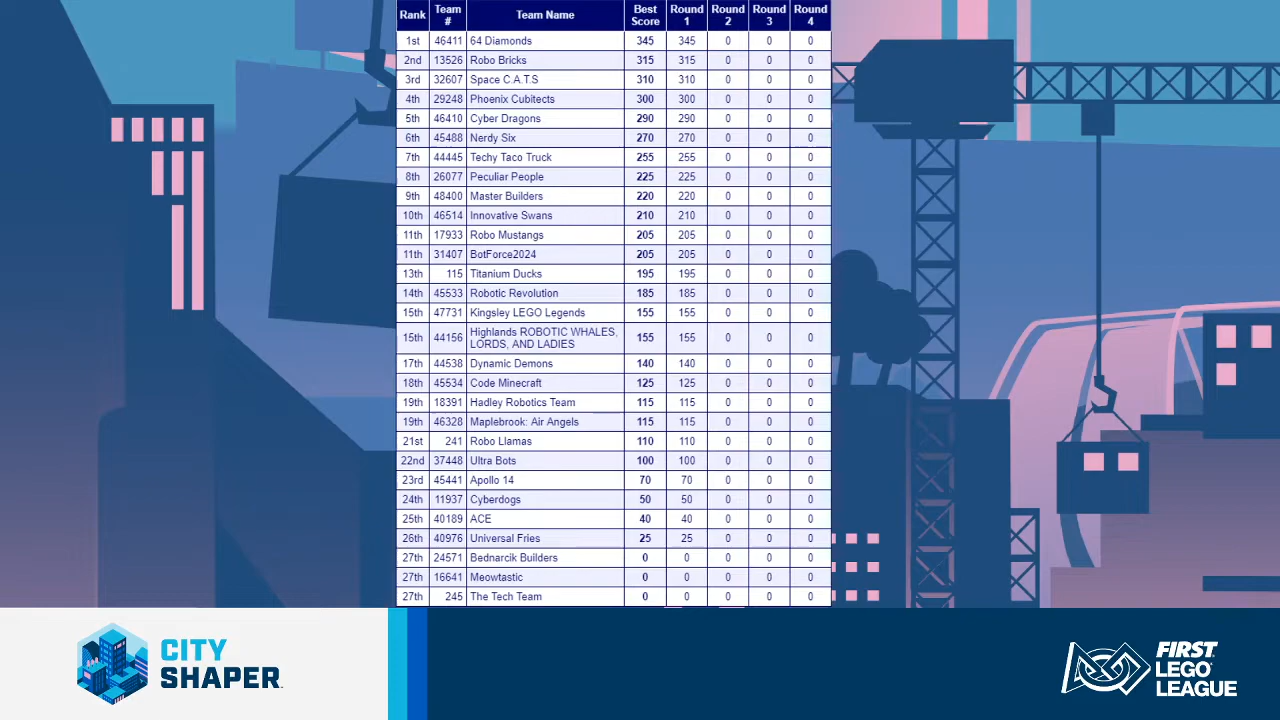 Rank Team # Team Name Best Score Round 1 Round 2 Round 3 Round 4
1st 46411 64 Diamonds 345 345 0 0 0
2nd 13526 Robo Bricks 315 315 0 0 0
3rd 32607 Space C.A.T.S 310 310 0 0 0
4th 29248 Phoenix Cubitects 300 300 0 0 0
5th 46410 Cyber Dragons 290 290 0 0 0
6th 45488 Nerdy Six 270 270 0 0 0
7th 44445 Techy Taco Truck 255 255 0 0 0
8th 26077 Peculiar People 225 225 0 0 0
9th 48400 Master Builders 220 220 0 0 0
10th 46514 Innovative Swans 210 210 0 0 0
11th 17933 Robo Mustangs 205 205 0 0 0
11th 31407 BotForce2024 205 205 0 0 0
13th 115 Titanium Ducks 195 195 0 0 0
14th 45533 Robotic Revolution 185 185 0 0 0
15th 47731 Kingsley LEGO Legends 155 155 0 0 0
15th 44156 Highlands ROBOTIC WHALES, LORDS, AND LADIES 155 155 0 0 0
17th 44538 Dynamic Demons 140 140 0 0 0
18th 45534 Code Minecraft 125 125 0 0 0
19th 18391 Hadley Robotics Team 115 115 0 0 0
19th 46328 Maplebrook: Air Angels 115 115 0 0 0
21st 241 Robo Llamas 110 110 0 0 0
22nd 37448 Ultra Bots 100 100 0 0 0
23rd 45441 Apollo 14 70 70 0 0 0
24th 11937 Cyberdogs 50 50 0 0 0
25th 40189 ACE 40 40 0 0 0
26th 40976 Universal Fries 25 25 0 0 0
27th 24571 Bednarcik Builders 0 0 0 0 0
27th 16641 Meowtastic 0 0 0 0 0
27th 245 The Tech Team 0 0 0 0 0
CITY
SHAPER
FIRST
LEGO
LEAGUE